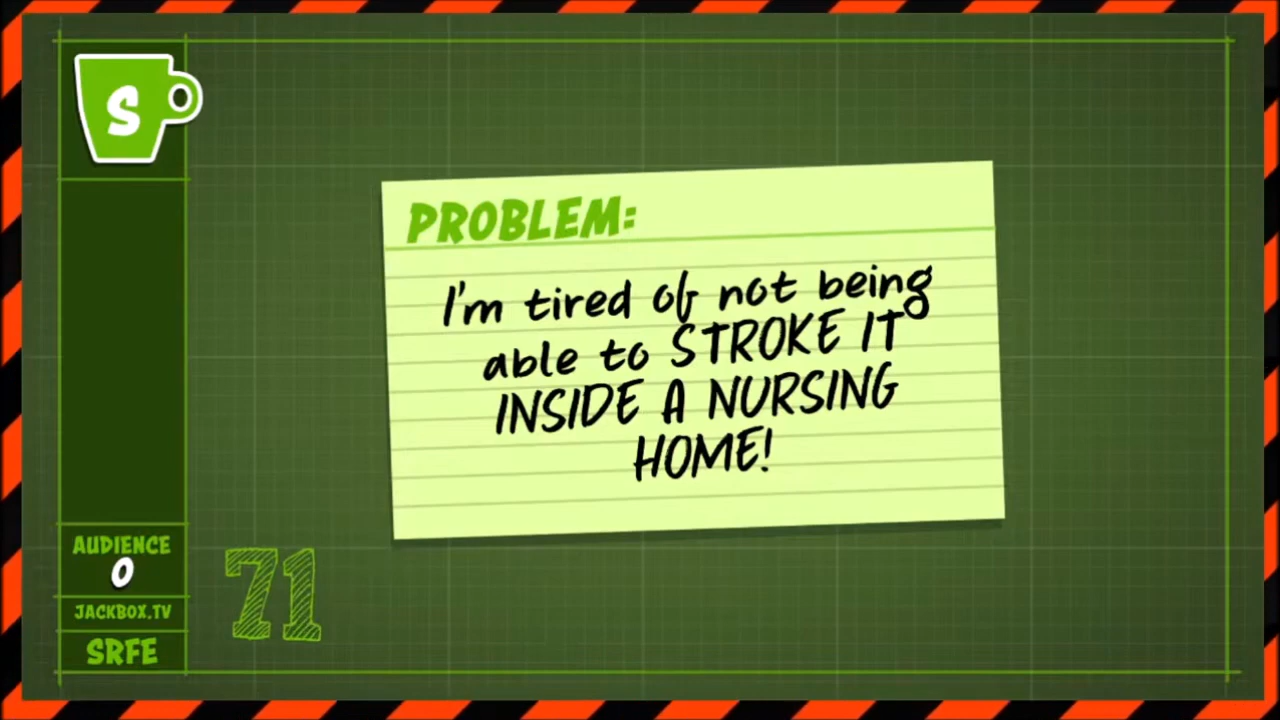 S
PROBLEM:
I'm tired of not being
able to STROKE IT
INSIDE A NURSING
HOME!
AUDIENCE
0
JACKBOX.TV
SRFE
71